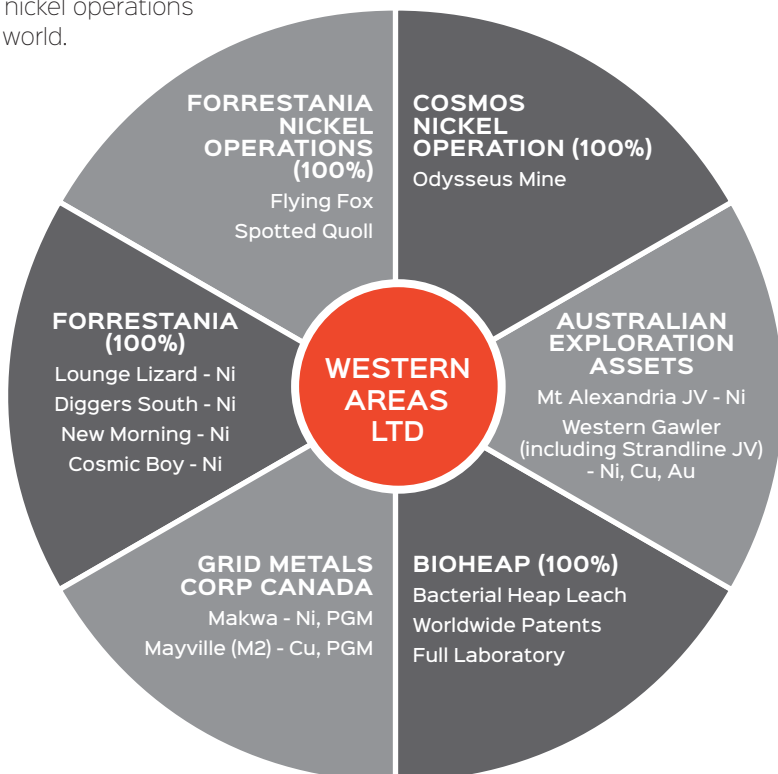 nickel operations
world.
FORRESTANIA
NICKEL
OPERATIONS
(100%)
Flying Fox
Spotted Quoll
COSMOS
NICKEL
OPERATION (100%)
Odysseus Mine
FORRESTANIA
(100%)
Lounge Lizard - Ni
Diggers South - Ni
New Morning - Ni
Cosmic Boy - Ni
WESTERN
AREAS
LTD
AUSTRALIAN
EXPLORATION
ASSETS
Mt Alexandria JV - Ni
Western Gawler
(including Strandline JV)
- Ni, Cu, Au
GRID METALS
CORP CANADA
Makwa - Ni, PGM
Mayville (M2) - Cu, PGM
BIOHEAP (100%)
Bacterial Heap Leach
Worldwide Patents
Full Laboratory